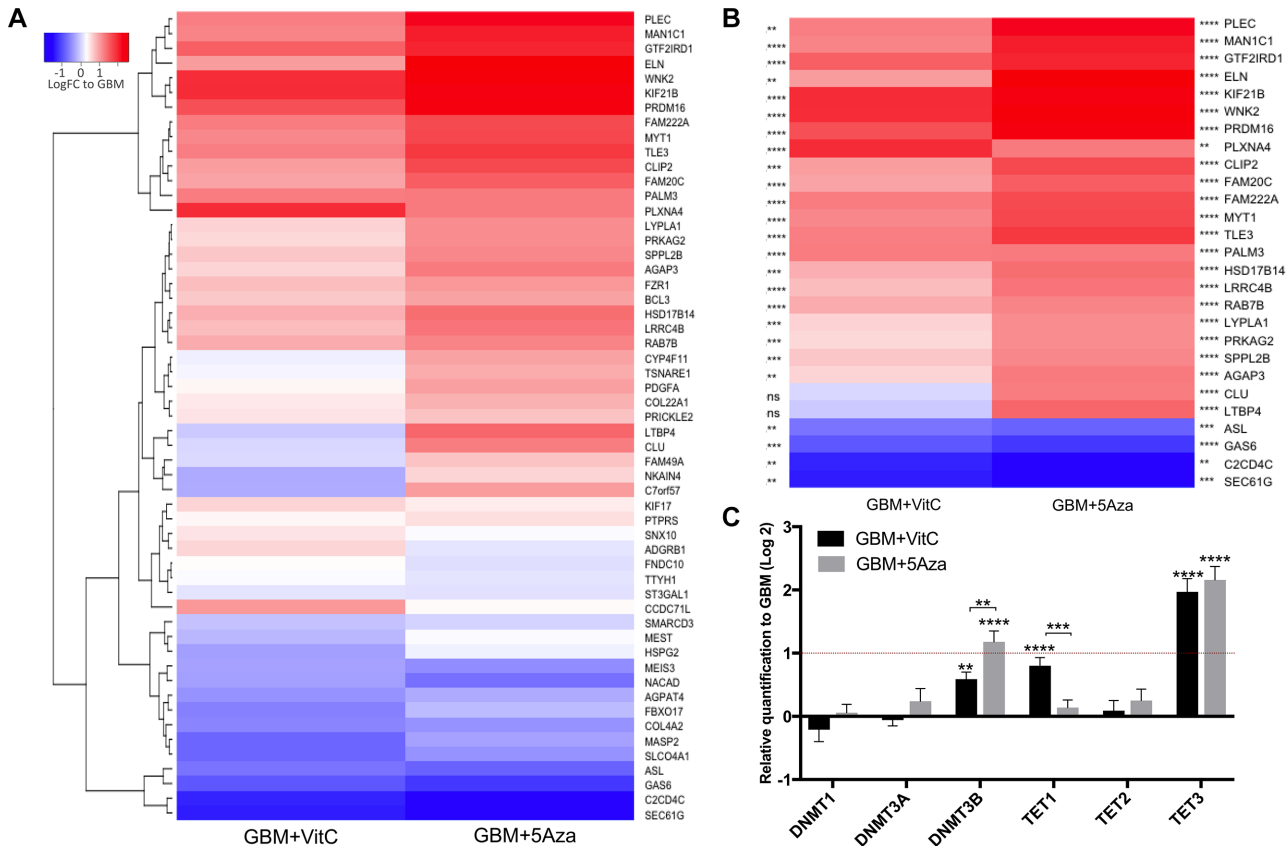 A
-1 0 1
LogFC to GBM
PLEC
MAN1C1
GTF2IRD1
ELN
WNK2
KIF21B
PRDM16
FAM222A
MYT1
TLE3
CLIP2
FAM20C
PALM3
PLXNA4
LYPLA1
PRKAG2
SPPL2B
AGAP3
FZR1
BCL3
HSD17B14
LRRC4B
RAB7B
CYP4F11
TSNARE1
PDGFA
COL22A1
PRICKLE2
LTBP4
CLU
FAM49A
NKAIN4
C7orf57
KIF17
PTPRS
SNX10
ADGRB1
FNDC10
TTYH1
ST3GAL1
CCDC71L
SMARCD3
MEST
HSPG2
MEIS3
NACAD
AGPAT4
FBXO17
COL4A2
MASP2
SLCO4A1
ASL
GAS6
C2CD4C
SEC61G
GBM+VitC GBM+5Aza
B
** **** PLEC
**** **** MAN1C1
**** **** GTF2IRD1
** **** ELN
**** **** KIF21B
**** **** WNK2
**** **** PRDM16
**** ** PLXNA4
*** **** CLIP2
**** **** FAM20C
**** **** FAM222A
**** **** MYT1
**** **** TLE3
**** **** PALM3
*** **** HSD17B14
**** **** LRRC4B
**** **** RAB7B
*** **** LYPLA1
*** **** PRKAG2
*** **** SPPL2B
** **** AGAP3
ns **** CLU
ns **** LTBP4
** *** ASL
*** **** GAS6
** ** C2CD4C
** *** SEC61G
GBM+VitC GBM+5Aza
C
Relative quantification to GBM (Log 2)
3
2
1
0
-1
GBM+VitC
GBM+5Aza
** **** **
**** ***
**** ****
DNMT1 DNMT3A DNMT3B TET1 TET2 TET3